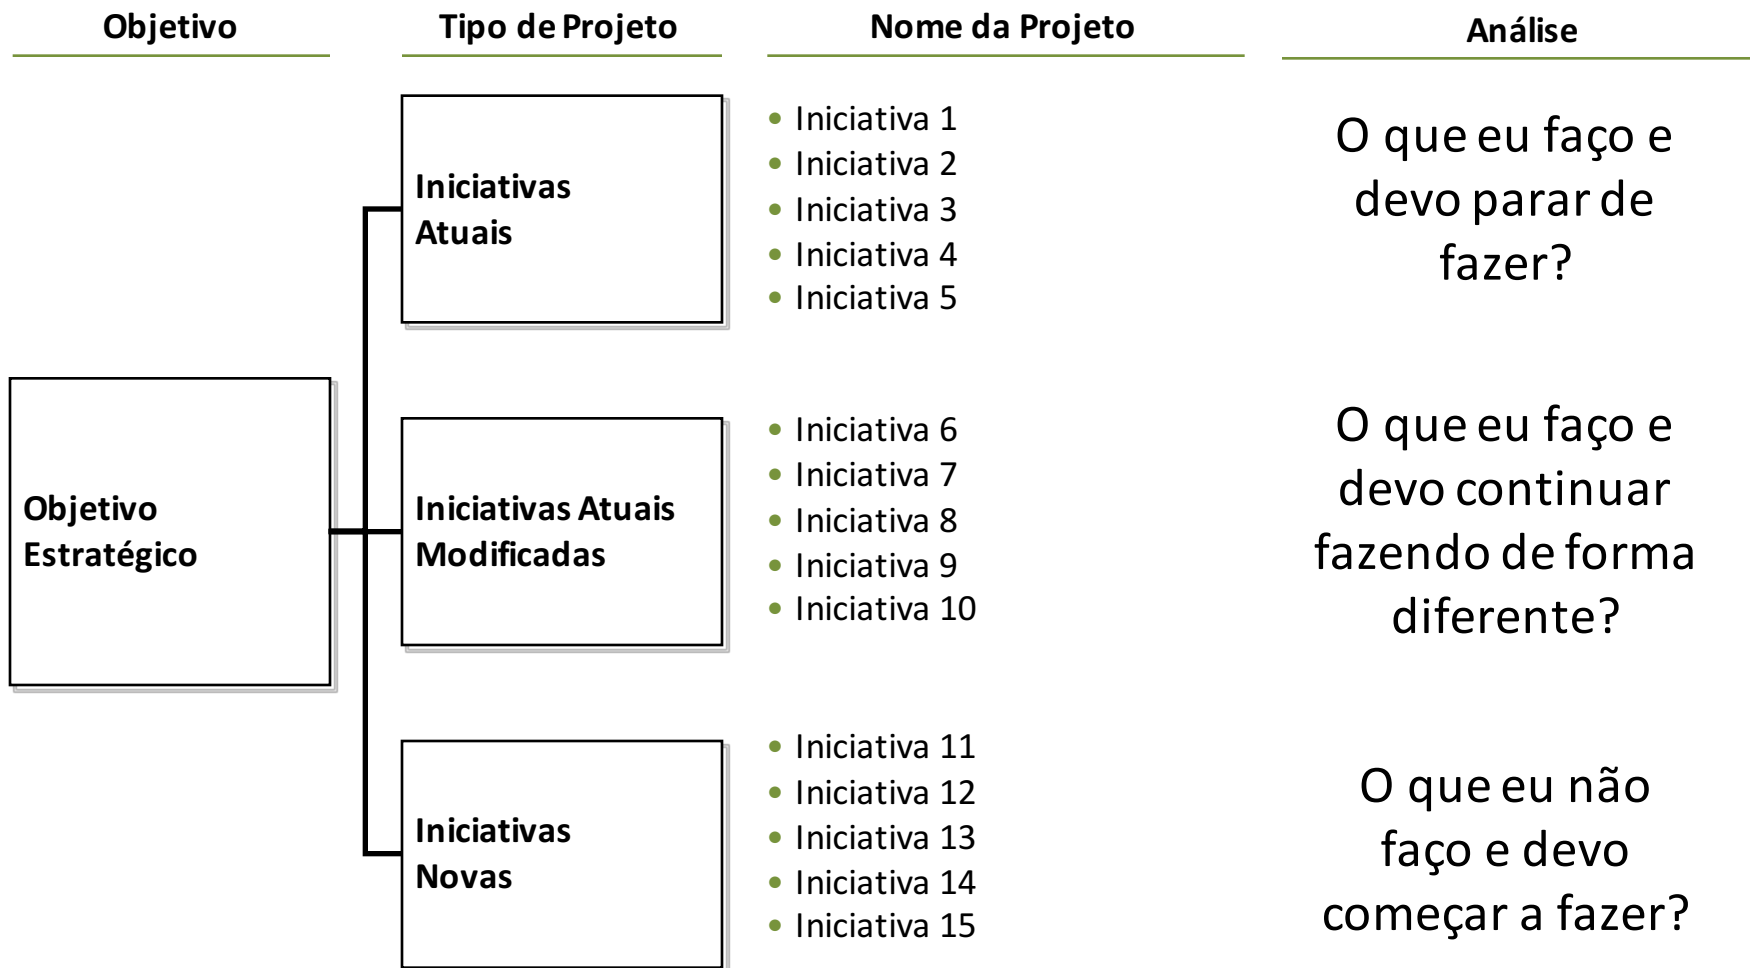 Objetivo
Tipo de Projeto
Nome da Projeto
Análise
Objetivo
Estratégico
Iniciativas
Atuais
• Iniciativa 1
• Iniciativa 2
• Iniciativa 3
• Iniciativa 4
• Iniciativa 5
O que eu faço e
devo parar de
fazer?
Iniciativas Atuais
Modificadas
• Iniciativa 6
• Iniciativa 7
• Iniciativa 8
• Iniciativa 9
• Iniciativa 10
O que eu faço e
devo continuar
fazendo de forma
diferente?
Iniciativas
Novas
• Iniciativa 11
• Iniciativa 12
• Iniciativa 13
• Iniciativa 14
• Iniciativa 15
O que eu não
faço e devo
começar a fazer?